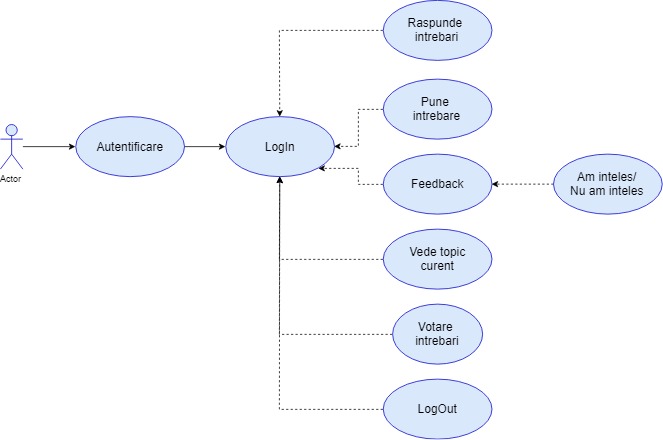 Raspunde
intrebari
Pune
intrebare
Actor
Autentificare
LogIn
Feedback
Am inteles/
Nu am inteles
Vede topic
curent
Votare
intrebari
LogOut